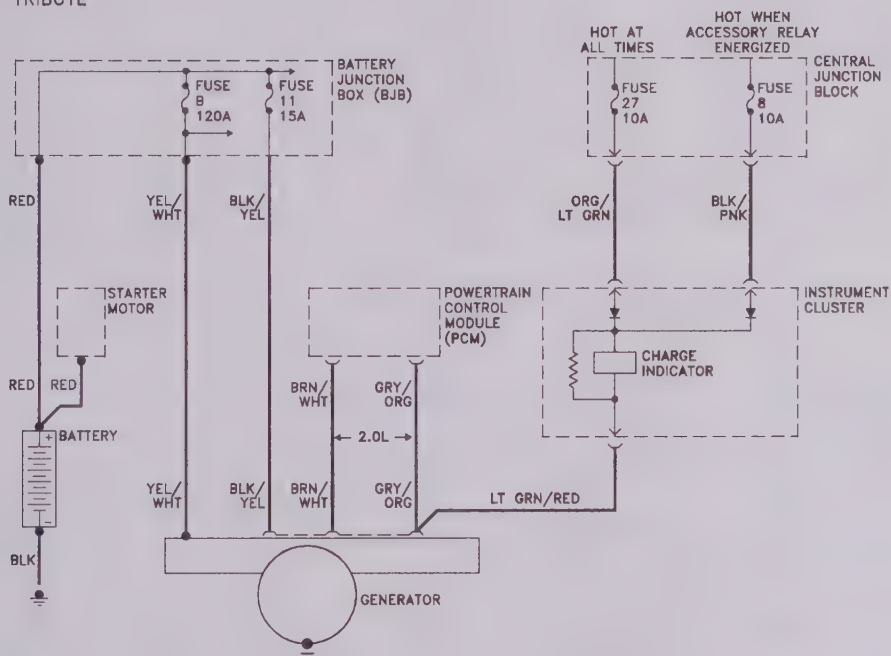 TRIBUTE
HOT AT
ALL TIMES
HOT WHEN
ACCESSORY RELAY
ENERGIZED
BATTERY
JUNCTION
BOX (BJB)
FUSE
B
120A
FUSE
11
15A
FUSE
27
10A
FUSE
8
10A
CENTRAL
JUNCTION
BLOCK
RED
YEL/
WHT
BLK/
YEL
ORG/
LT GRN
BLK/
PNK
STARTER
MOTOR
POWERTRAIN
CONTROL
MODULE
(PCM)
INSTRUMENT
CLUSTER
CHARGE
INDICATOR
RED
RED
BRN/
WHT
GRY/
ORG
2.0L
+
BATTERY
-
YEL/
WHT
BLK/
YEL
BRN/
WHT
GRY/
ORG
LT GRN/RED
BLK
GENERATOR